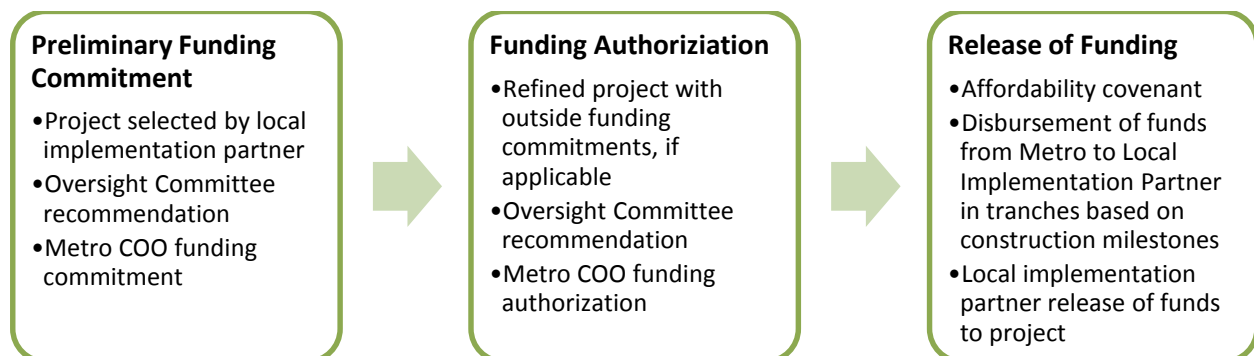 Preliminary Funding
Commitment
•Project selected by local
implementation partner
•Oversight Committee
recommendation
•Metro COO funding
commitment
Funding Authoriziation
•Refined project with
outside funding
commitments, if
applicable
•Oversight Committee
recommendation
•Metro COO funding
authorization
Release of Funding
•Affordability covenant
•Disbursement of funds
from Metro to Local
Implementation Partner
in tranches based on
construction milestones
•Local implementation
partner release of funds
to project